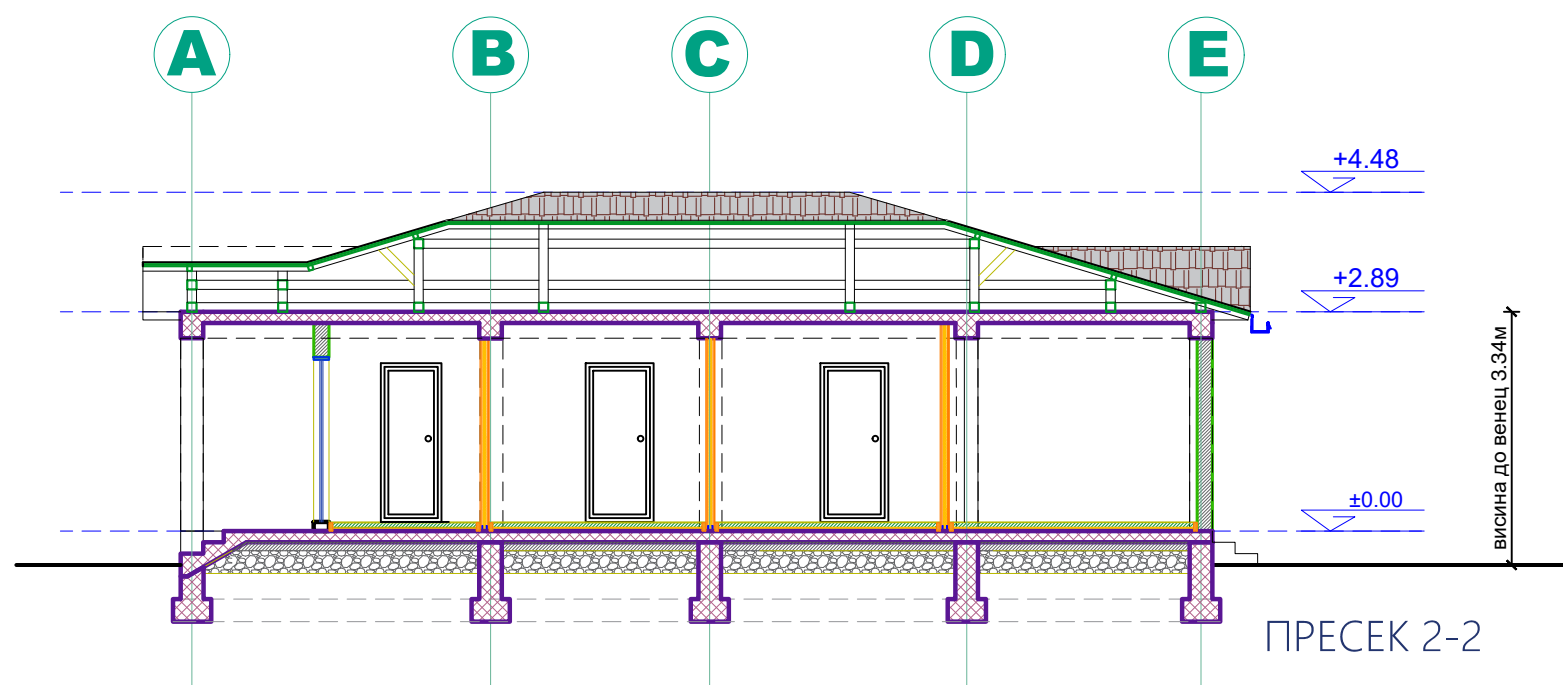 A B C D E
+4.48
+2.89
±0.00
висина до венец 3.34м
ПРЕСЕК 2-2